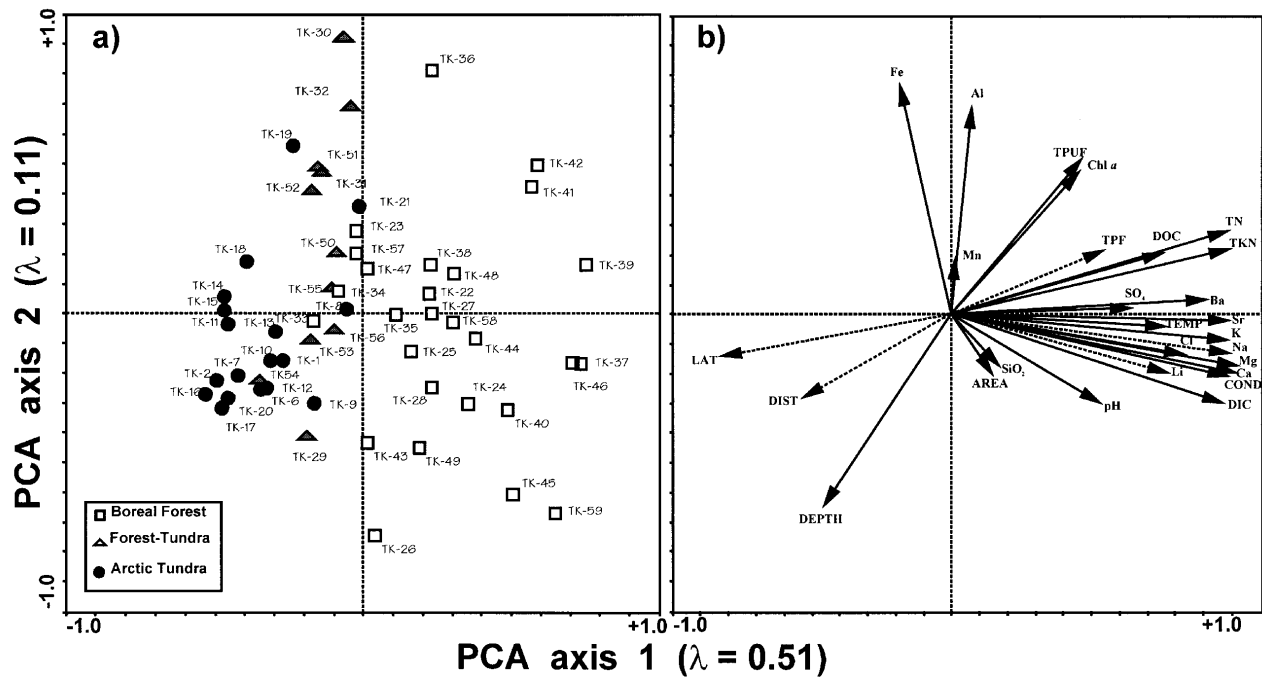 a)
+1.0
TK-30
TK-36
TK-32
TK-19
TK-51
TK-42
TK-52
TK-31
TK-41
TK-21
TK-23
TK-50
TK-57
TK-38
TK-18
TK-47
TK-48
TK-39
TK-14
TK-55
TK-34
TK-22
TK-15
TK-8
TK-27
TK-11
TK-13
TK-33
TK-35
TK-58
TK-56
TK-53
TK-44
TK-10
TK-1
TK-25
TK-37
TK-7
TK-2
TK54
TK-12
TK-24
TK-46
TK-16
TK-6
TK-9
TK-28
TK-20
TK-17
TK-40
TK-29
TK-43
TK-49
TK-45
TK-59
TK-26
Boreal Forest
Forest-Tundra
Arctic Tundra
-1.0
-1.0
+1.0
PCA axis 2 (λ = 0.11)
b)
Fe
Al
TPUF
Chl a
TN
TPF
DOC
TKN
Mn
SO4
Ba
Sr
TEMP
K
Cl
Na
LAT
Mg
SiO2
Li
Ca
AREA
COND
DIST
pH
DIC
DEPTH
-1.0
+1.0
PCA axis 1 (λ = 0.51)